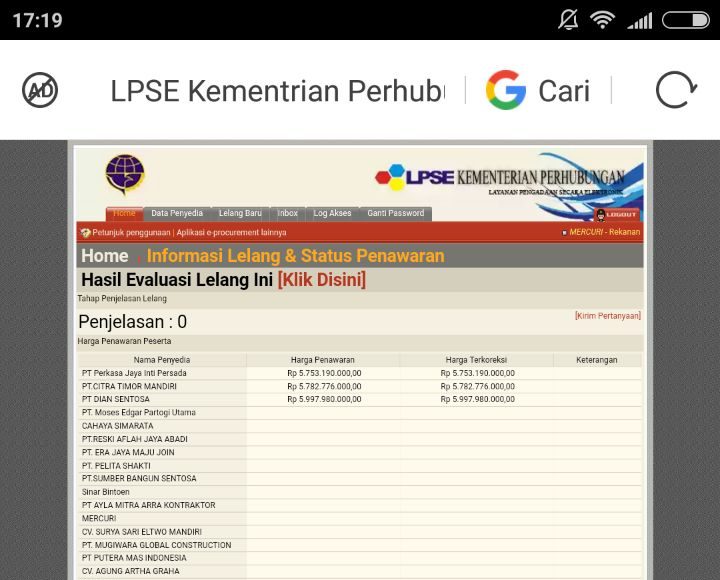 17:19
AD
LPSE Kementrian Perhub
Cari
LPSE KEMENTERIAN PERHUBUNGAN
LAYANAN PENGADAAN SECARA ELEKTRONIK
Home Data Penyedia Lelang Baru Inbox Log Akses Ganti Password
LOGOUT
Petunjuk penggunaan | Aplikasi e-procurement lainnya
MERCURI - Rekanan
Home Informasi Lelang & Status Penawaran
Hasil Evaluasi Lelang Ini [Klik Disini]
Tahap Penjelasan Lelang
Penjelasan : 0
[Kirim Pertanyaan]
Harga Penawaran Peserta
Nama Penyedia Harga Penawaran Harga Terkoreksi Keterangan
PT Perkasa Jaya Inti Persada Rp 5.753.190.000,00 Rp 5.753.190.000,00
PT.CITRA TIMOR MANDIRI Rp 5.782.776.000,00 Rp 5.782.776.000,00
PT DIAN SENTOSA Rp 5.997.980.000,00 Rp 5.997.980.000,00
PT. Moses Edgar Partogi Utama
CAHAYA SIMARATA
PT.RESKI AFLAH JAYA ABADI
PT. ERA JAYA MAJU JOIN
PT. PELITA SHAKTI
PT.SUMBER BANGUN SENTOSA
Sinar Bintoen
PT AYLA MITRA ARRA KONTRAKTOR
MERCURI
CV. SURYA SARI ELTWO MANDIRI
PT. MUGIWARA GLOBAL CONSTRUCTION
PT PUTERA MAS INDONESIA
CV. AGUNG ARTHA GRAHA